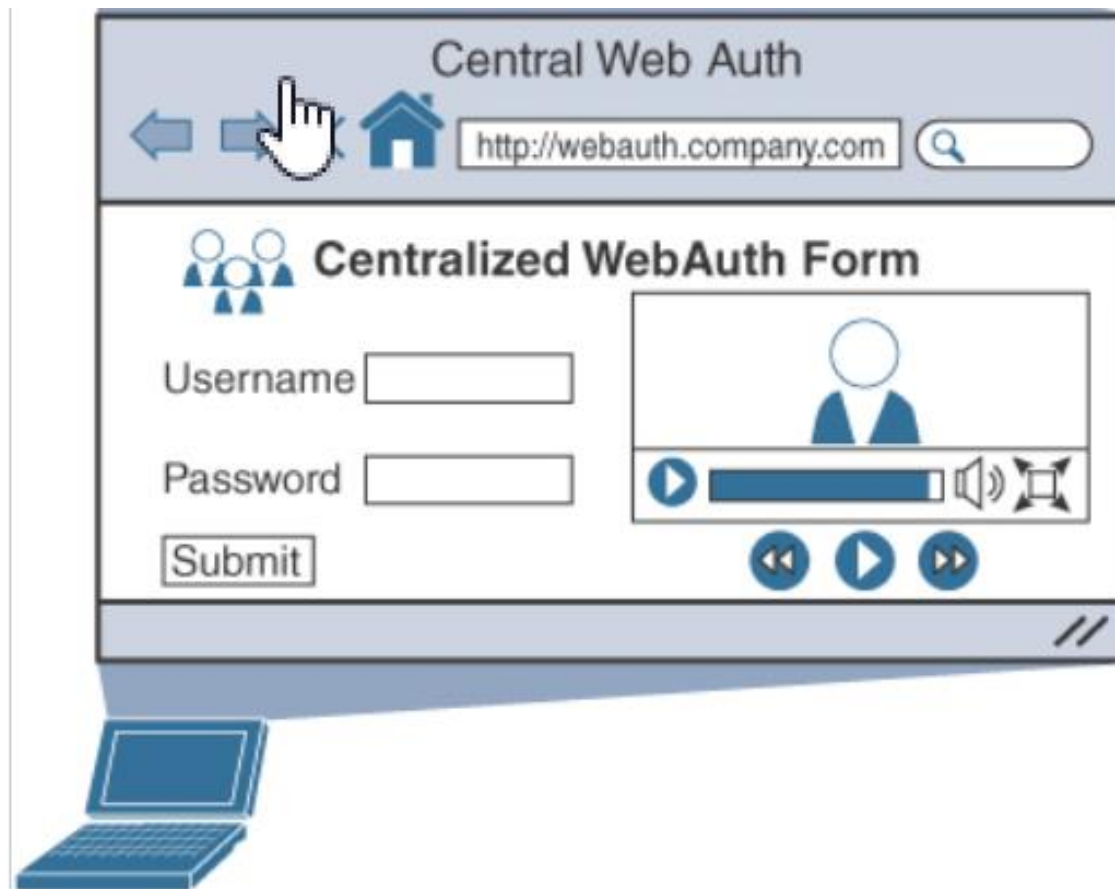 Central Web Auth
http://webauth.company.com
Centralized WebAuth Form
Username
Password
Submit